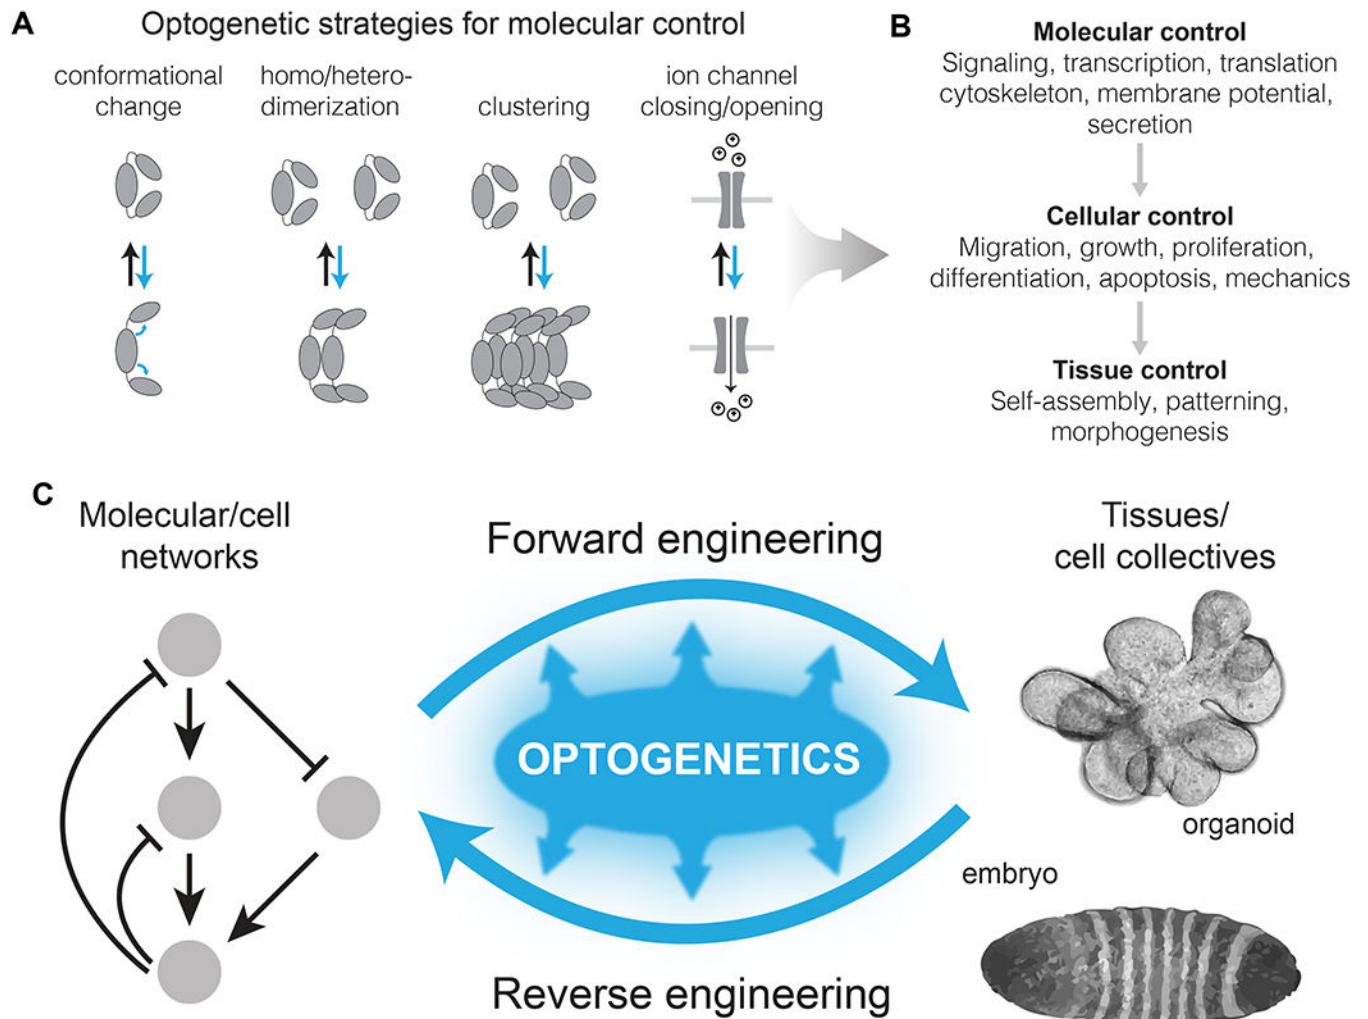 A
Optogenetic strategies for molecular control
conformational
change
homo/hetero-
dimerization
clustering
ion channel
closing/opening
B
Molecular control
Signaling, transcription, translation
cytoskeleton, membrane potential,
secretion
Cellular control
Migration, growth, proliferation,
differentiation, apoptosis, mechanics
Tissue control
Self-assembly, patterning,
morphogenesis
C
Molecular/cell
networks
Forward engineering
OPTOGENETICS
Reverse engineering
Tissues/
cell collectives
organoid
embryo